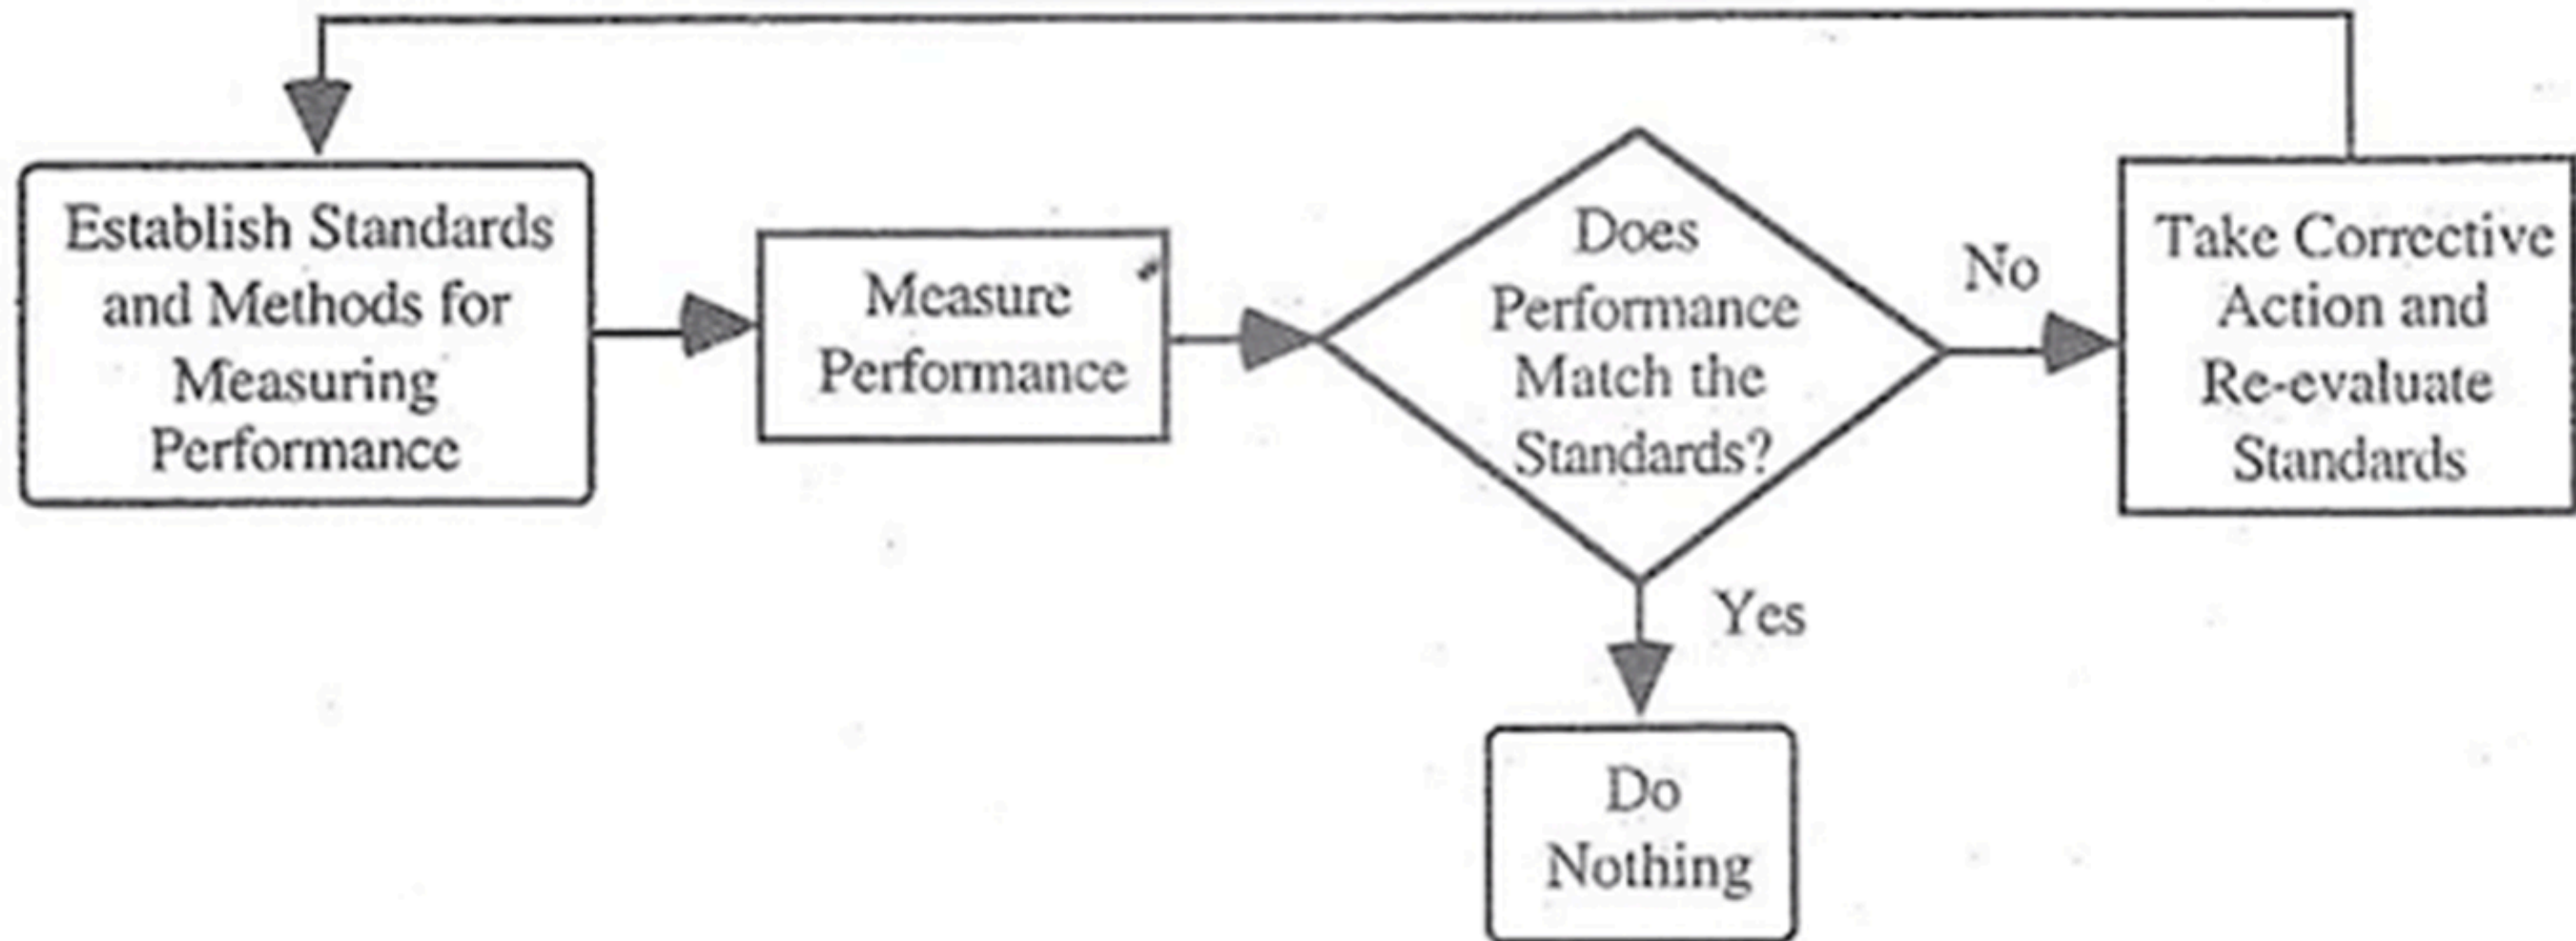 Establish Standards
and Methods for
Measuring
Performance
Measure
Performance
Does
Performance
Match the
Standards?
No
Take Corrective
Action and
Re-evaluate
Standards
Yes
Do
Nothing